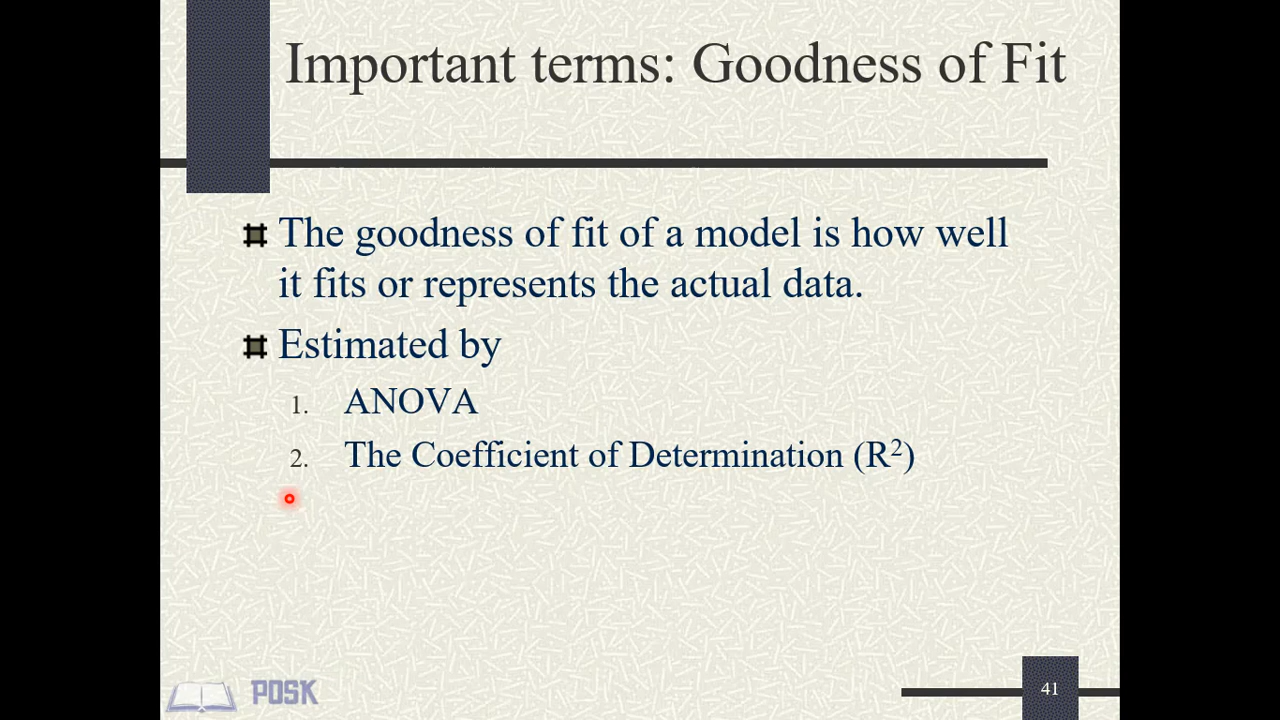 Important terms: Goodness of Fit
The goodness of fit of a model is how well
it fits or represents the actual data.
Estimated by
1. ANOVA
2. The Coefficient of Determination (R²)
POSK
41